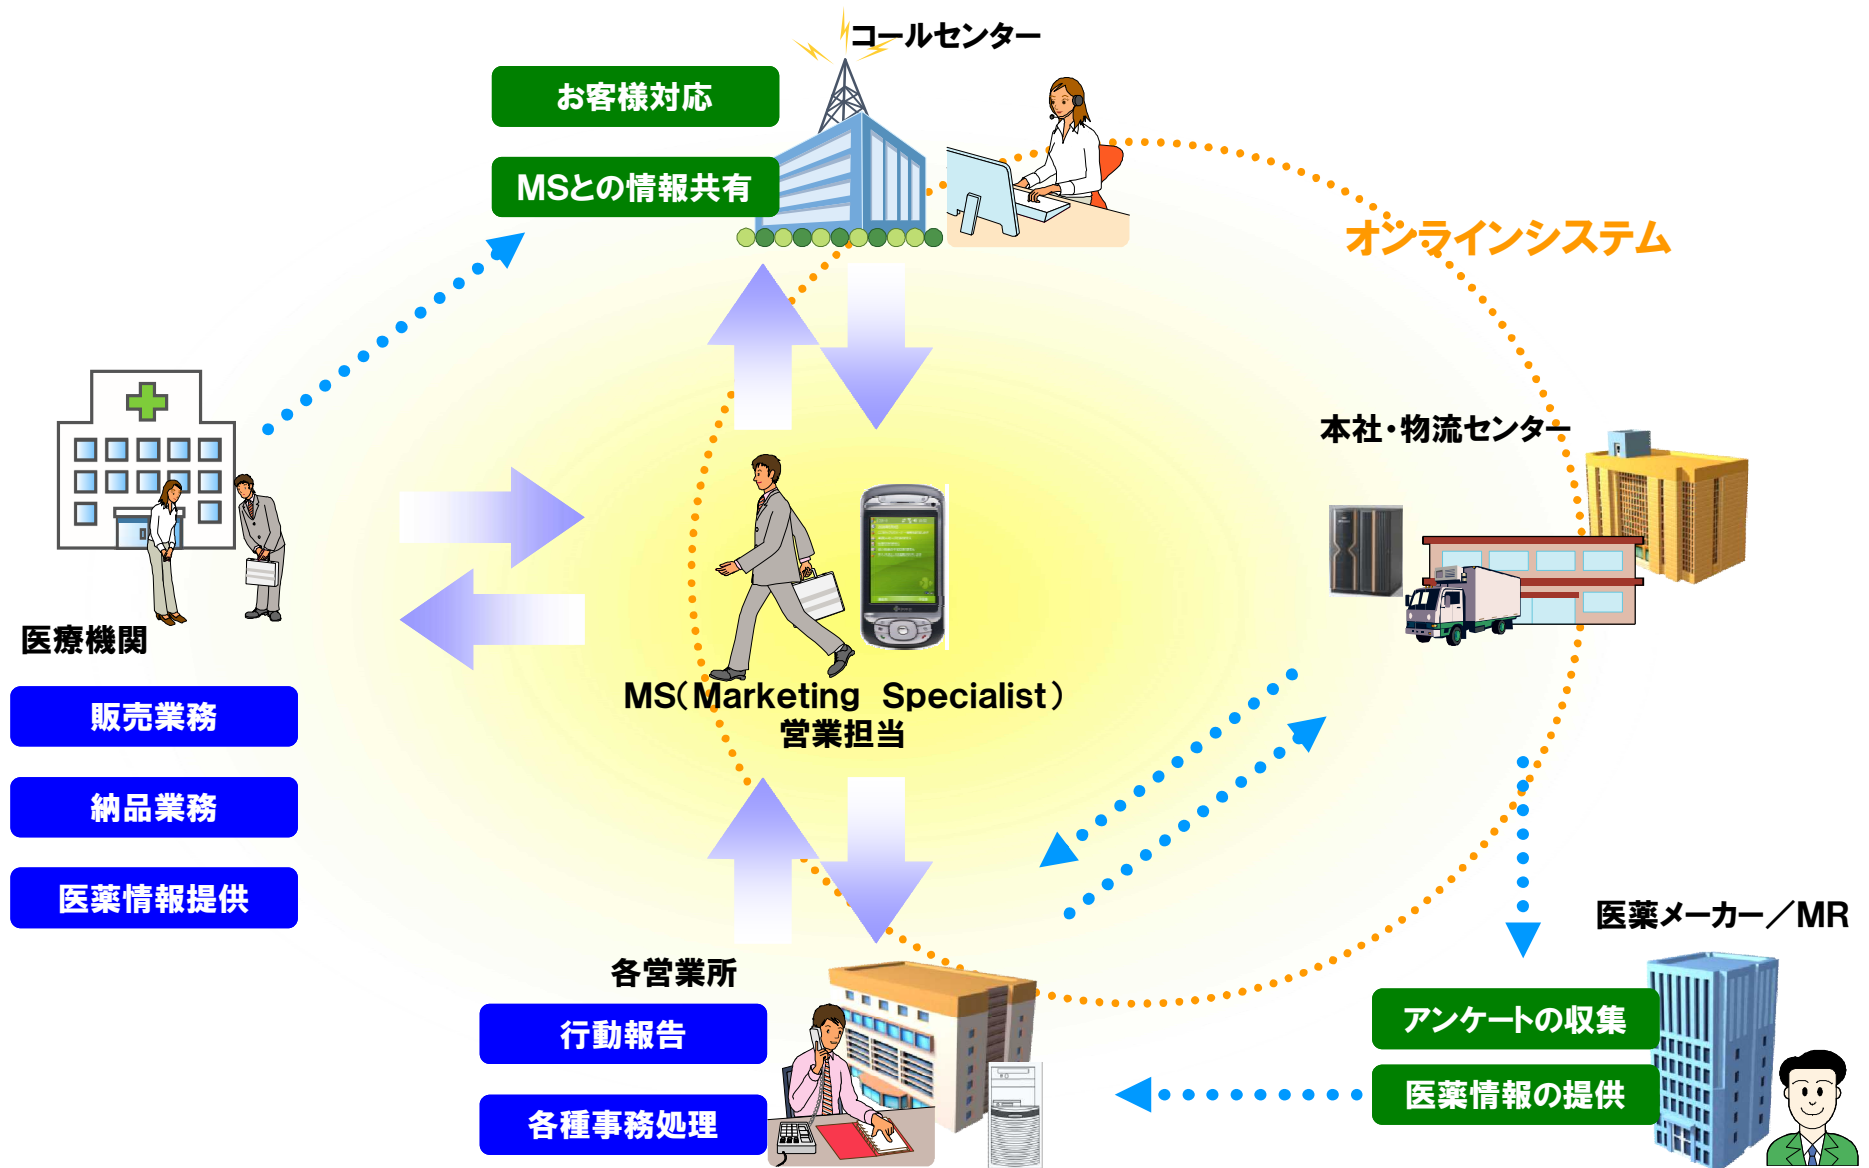 コールセンター
お客様対応
MSとの情報共有
オンラインシステム
本社・物流センター
医療機関
MS(Marketing Specialist)
営業担当
販売業務
納品業務
医薬情報提供
医薬メーカー／MR
各営業所
行動報告
アンケートの収集
医薬情報の提供
各種事務処理